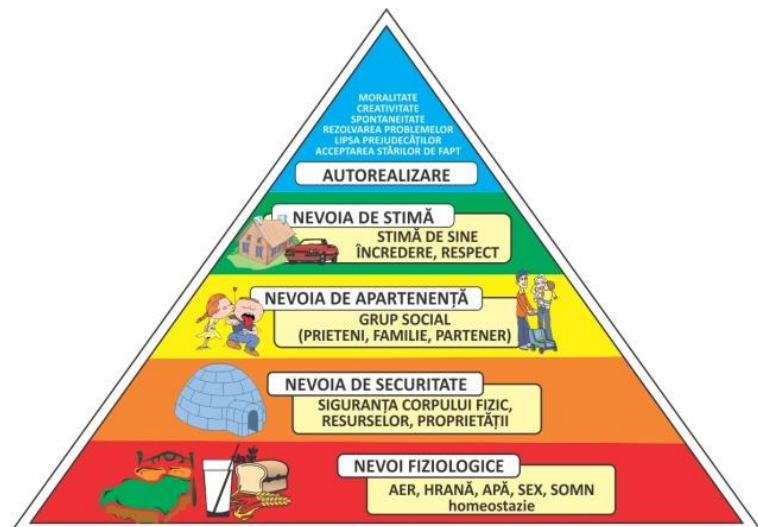 MORALITATE
CREATIVITATE
SPONTANEITATE
REZOLVAREA PROBLEMELOR
LIPSA PREJUDECĂȚILOR
ACCEPTAREA STĂRILOR DE FAPT
AUTOREALIZARE
NEVOIA DE STIMĂ
STIMĂ DE SINE
ÎNCREDERE, RESPECT
NEVOIA DE APARTENENȚĂ
GRUP SOCIAL
(PRIETENI, FAMILIE, PARTENER)
NEVOIA DE SECURITATE
SIGURANȚA CORPULUI FIZIC,
RESURSELOR, PROPRIETĂȚII
NEVOI FIZIOLOGICE
AER, HRANĂ, APĂ, SEX, SOMN
homeostazie